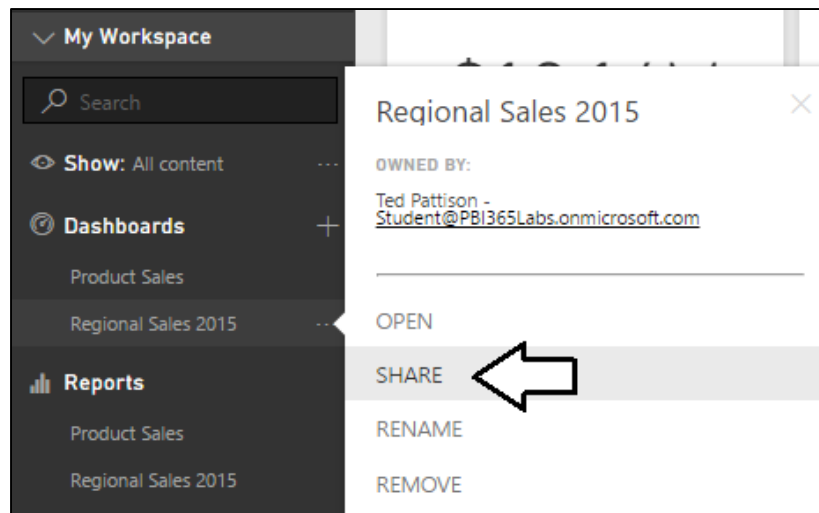 My Workspace
Search
Show: All content
Dashboards
Product Sales
Regional Sales 2015
Reports
Product Sales
Regional Sales 2015
Regional Sales 2015
OWNED BY:
Ted Pattison -
Student@PBI365Labs.onmicrosoft.com
OPEN
SHARE
RENAME
REMOVE